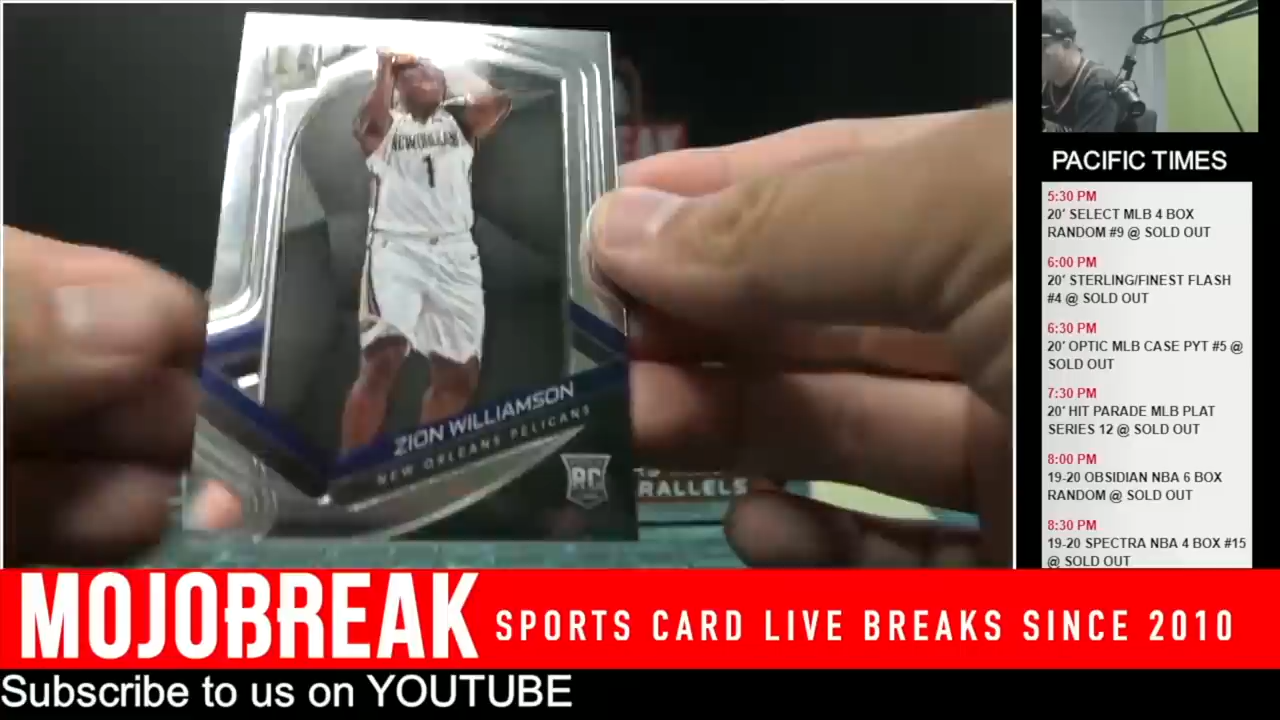 NEW ORLEANS
1
ZION WILLIAMSON
NEW ORLEANS PELICANS
RC
RALLELS
PACIFIC TIMES
5:30 PM
20' SELECT MLB 4 BOX
RANDOM #9 @ SOLD OUT
6:00 PM
20' STERLING/FINEST FLASH
#4 @ SOLD OUT
6:30 PM
20' OPTIC MLB CASE PYT #5 @
SOLD OUT
7:30 PM
20' HIT PARADE MLB PLAT
SERIES 12 @ SOLD OUT
8:00 PM
19-20 OBSIDIAN NBA 6 BOX
RANDOM @ SOLD OUT
8:30 PM
19-20 SPECTRA NBA 4 BOX #15
@ SOLD OUT
MOJOBREAK
SPORTS CARD LIVE BREAKS SINCE 2010
Subscribe to us on YOUTUBE